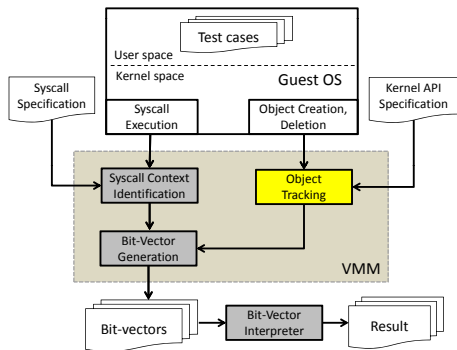 Test cases
User space
Kernel space
Guest OS
Syscall
Specification
Kernel API
Specification
Syscall
Execution
Object Creation,
Deletion
Syscall Context
Identification
Object
Tracking
Bit-Vector
Generation
VMM
Bit-vectors
Bit-Vector
Interpreter
Result